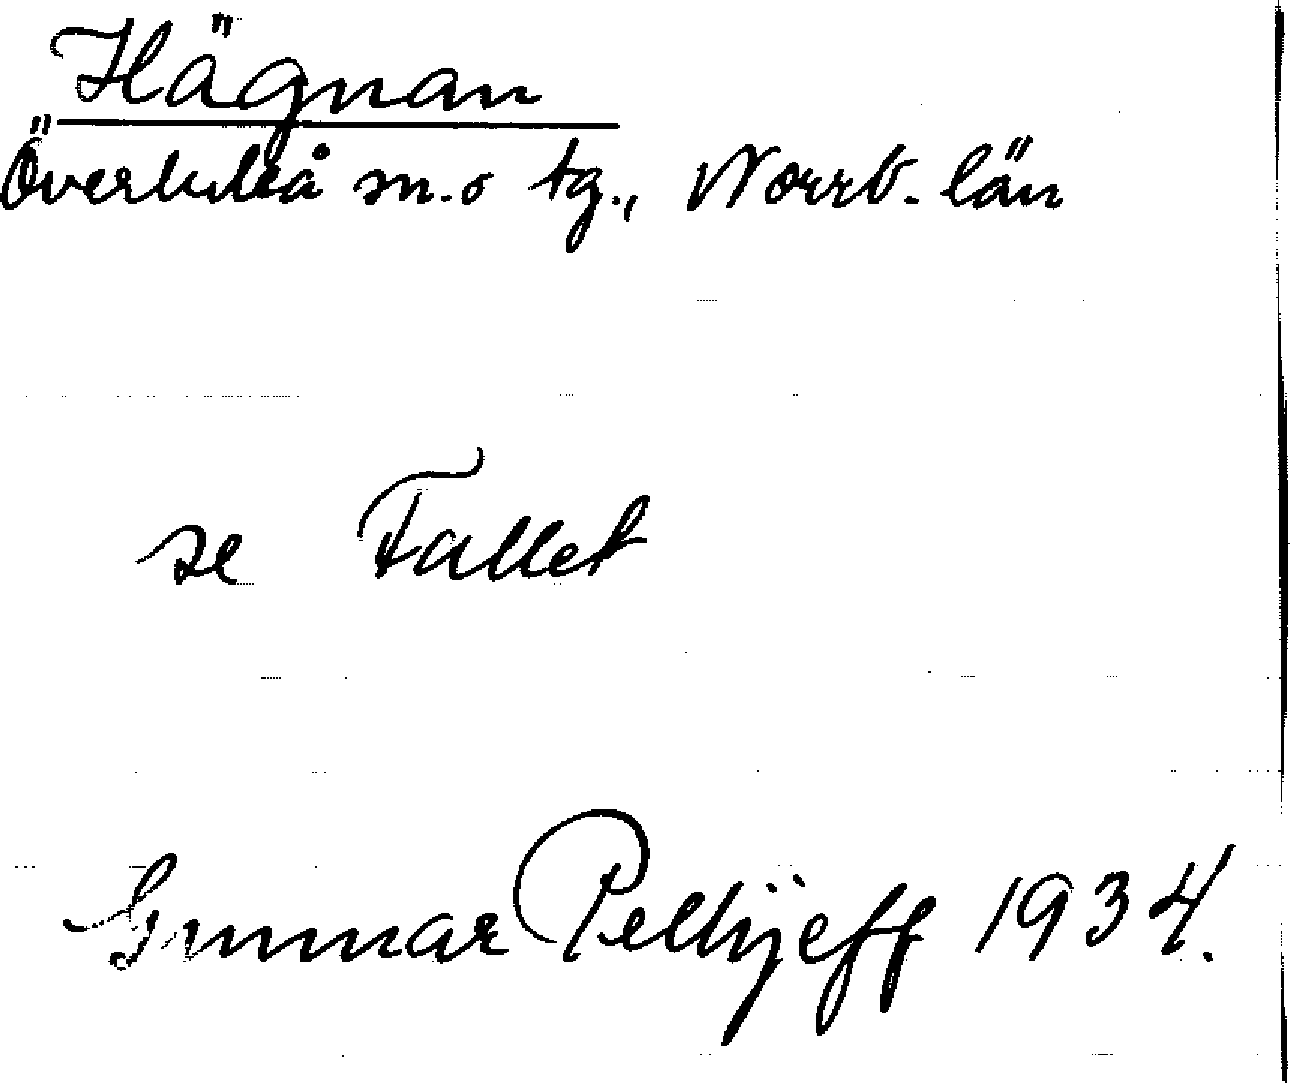 Hägnan
Överluleå sn. o tg., Norrb. län
se Fallet
Gunnar Pellijeff 1934.